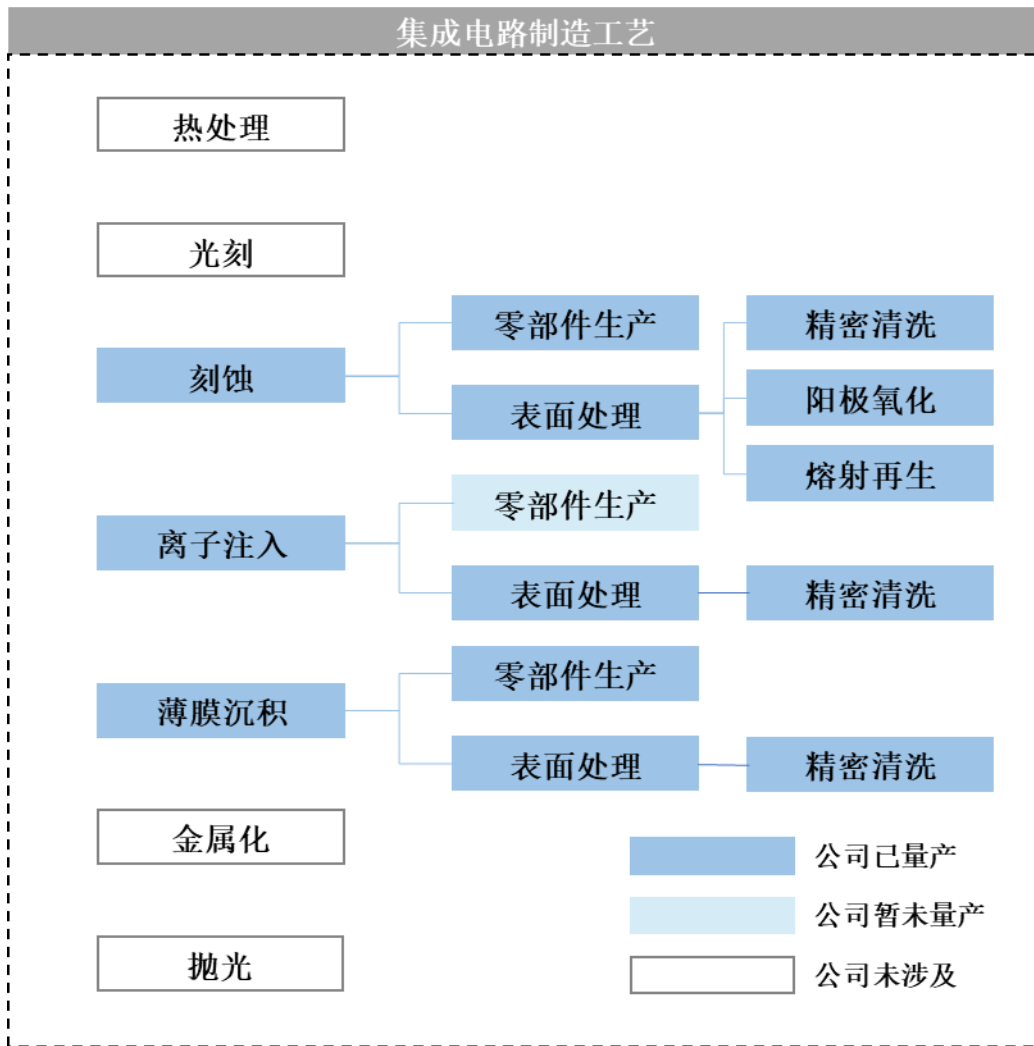 集成电路制造工艺
热处理
光刻
刻蚀
零部件生产
表面处理
精密清洗
阳极氧化
熔射再生
离子注入
零部件生产
表面处理
精密清洗
薄膜沉积
零部件生产
表面处理
精密清洗
金属化
抛光
公司已量产
公司暂未量产
公司未涉及